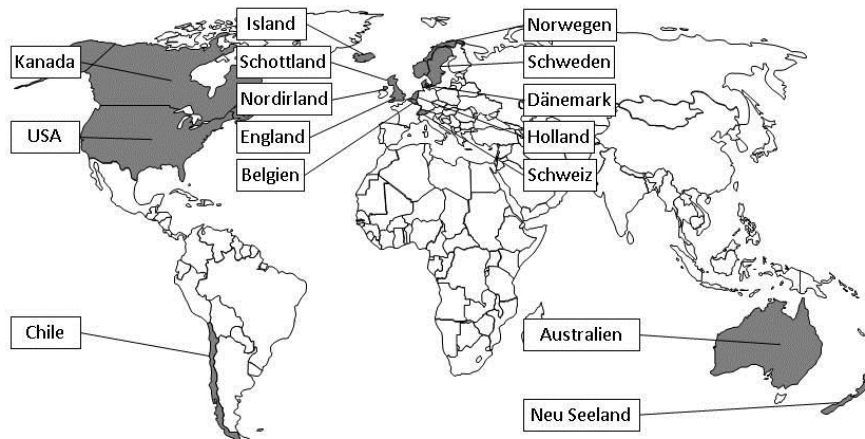 Island
Norwegen
Kanada
Schottland
Schweden
Nordirland
Dänemark
USA
England
Holland
Belgien
Schweiz
Chile
Australien
Neu Seeland